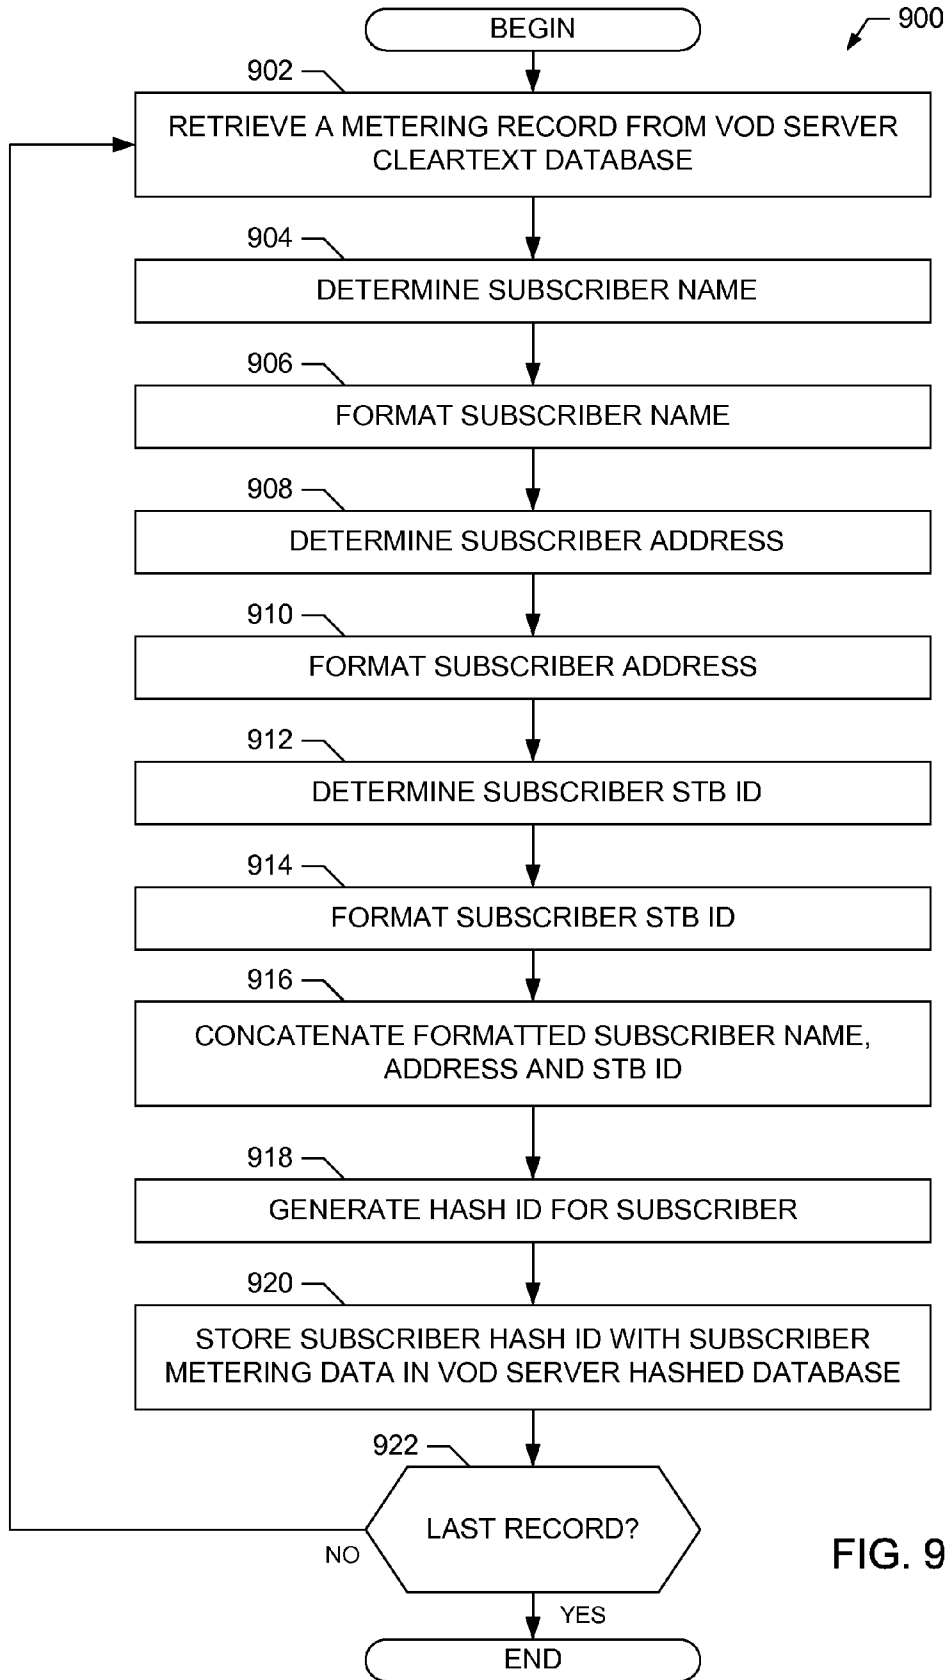 BEGIN
900
902
RETRIEVE A METERING RECORD FROM VOD SERVER
CLEARTEXT DATABASE
904
DETERMINE SUBSCRIBER NAME
906
FORMAT SUBSCRIBER NAME
908
DETERMINE SUBSCRIBER ADDRESS
910
FORMAT SUBSCRIBER ADDRESS
912
DETERMINE SUBSCRIBER STB ID
914
FORMAT SUBSCRIBER STB ID
916
CONCATENATE FORMATTED SUBSCRIBER NAME,
ADDRESS AND STB ID
918
GENERATE HASH ID FOR SUBSCRIBER
920
STORE SUBSCRIBER HASH ID WITH SUBSCRIBER
METERING DATA IN VOD SERVER HASHED DATABASE
922
LAST RECORD?
NO
YES
END
FIG. 9